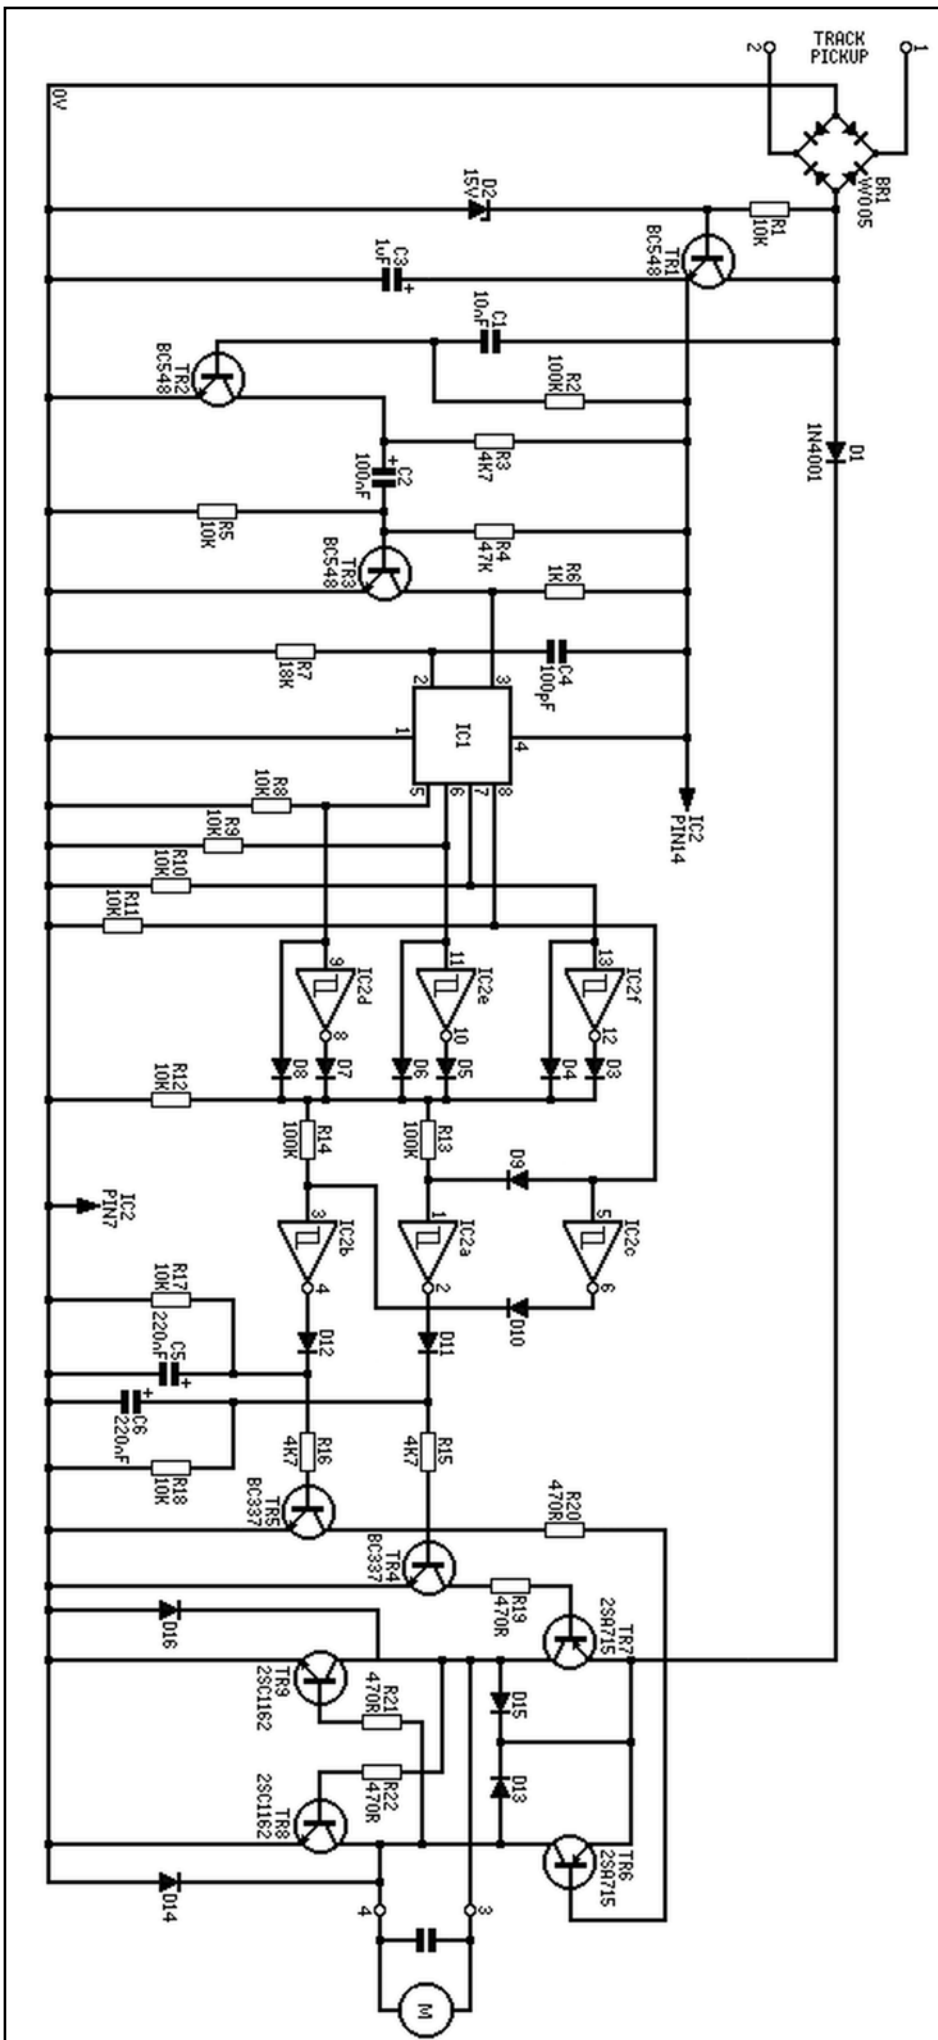 TRACK
PICKUP
1
2
BR1
W005
0V
R1
10K
D2
15V
TR1
BC548
C3
1uF
+
C1
10nF
R2
100K
TR2
BC548
D1
1N4001
R3
4K7
+
C2
100nF
R5
10K
R4
47K
TR3
BC548
R6
1K
R7
18K
C4
100pF
2
3
IC1
1
4
5
6
7
8
IC2
PIN14
R8
10K
R9
10K
R10
10K
R11
10K
IC2d
9
8
IC2e
11
10
IC2f
13
12
D8
D7
D6
D5
D4
D3
R12
10K
R14
100K
R13
100K
D9
IC2
PIN7
IC2b
3
4
IC2a
1
2
IC2c
5
6
R17
10K
D12
D11
D10
C5
220nF
+
C6
220nF
+
R18
10K
R16
4K7
R15
4K7
TR5
BC337
TR4
BC337
R20
470R
R19
470R
D16
TR7
2SA715
TR9
2SC1162
R21
470R
D15
R22
470R
D13
TR8
2SC1162
TR6
2SA715
D14
4
3
M